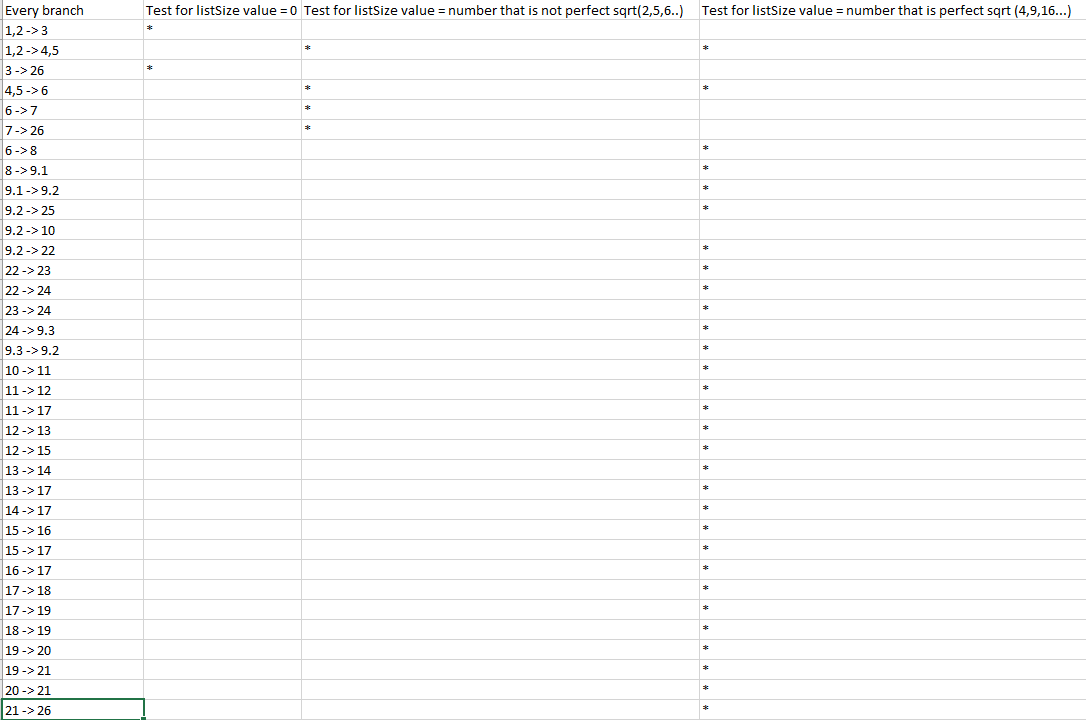 Every branch Test for listSize value = 0 Test for listSize value = number that is not perfect sqrt(2,5,6..) Test for listSize value = number that is perfect sqrt (4,9,16...)
1,2 -> 3 *
1,2 -> 4,5 * *
3 -> 26 *
4,5 -> 6 * *
6 -> 7 *
7 -> 26 *
6 -> 8 *
8 -> 9.1 *
9.1 -> 9.2 *
9.2 -> 25 *
9.2 -> 10
9.2 -> 22 *
22 -> 23 *
22 -> 24 *
23 -> 24 *
24 -> 9.3 *
9.3 -> 9.2 *
10 -> 11 *
11 -> 12 *
11 -> 17 *
12 -> 13 *
12 -> 15 *
13 -> 14 *
13 -> 17 *
14 -> 17 *
15 -> 16 *
15 -> 17 *
16 -> 17 *
17 -> 18 *
17 -> 19 *
18 -> 19 *
19 -> 20 *
19 -> 21 *
20 -> 21 *
21 -> 26 *